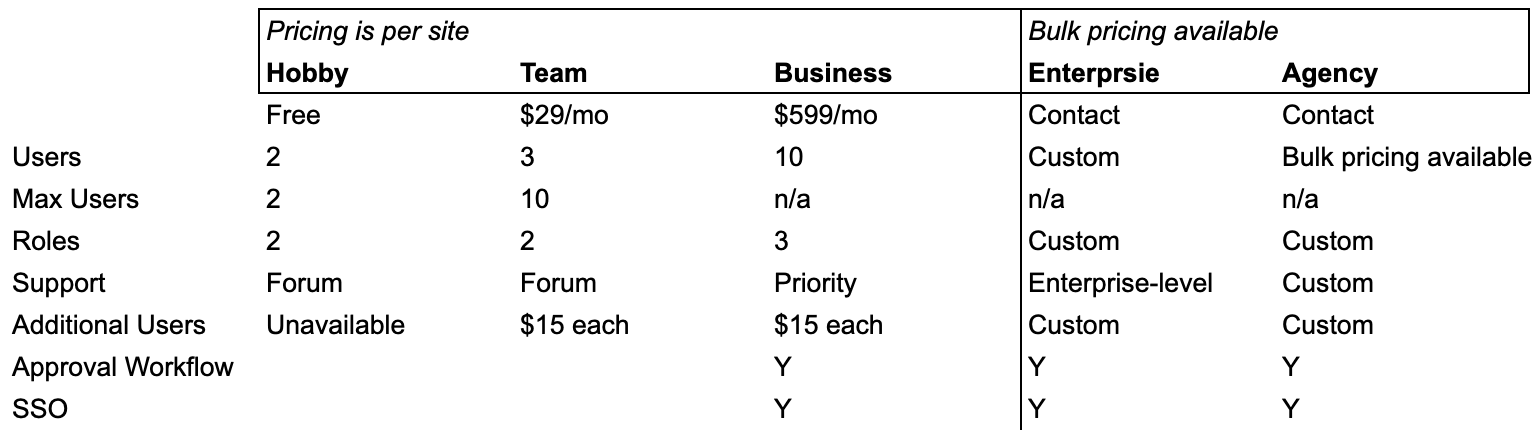 Pricing is per site Bulk pricing available
Hobby Team Business Enterprsie Agency
Free $29/mo $599/mo Contact Contact
Users 2 3 10 Custom Bulk pricing available
Max Users 2 10 n/a n/a n/a
Roles 2 2 3 Custom Custom
Support Forum Forum Priority Enterprise-level Custom
Additional Users Unavailable $15 each $15 each Custom Custom
Approval Workflow Y Y Y
SSO Y Y Y